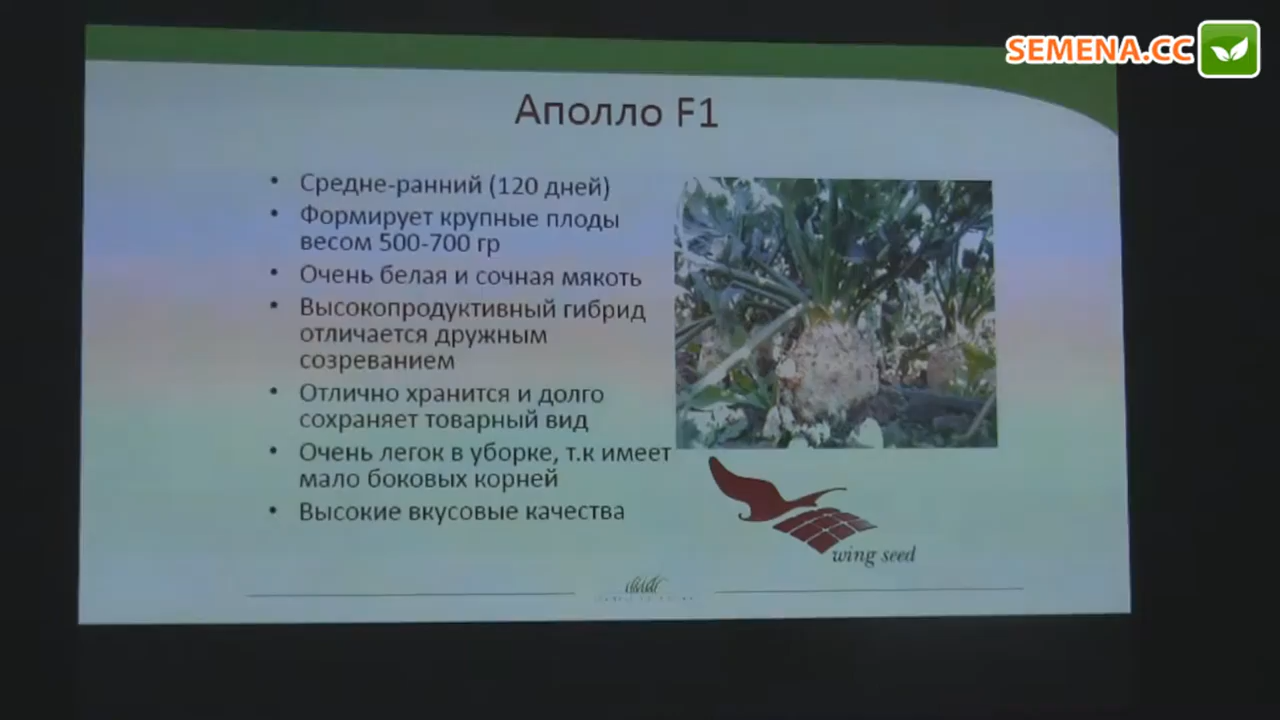 SEMENA.CC
Аполло F1
• Средне-ранний (120 дней)
• Формирует крупные плоды
весом 500-700 гр
• Очень белая и сочная мякоть
• Высокопродуктивный гибрид
отличается дружным
созреванием
• Отлично хранится и долго
сохраняет товарный вид
• Очень легок в уборке, т.к имеет
мало боковых корней
• Высокие вкусовые качества
wing seed